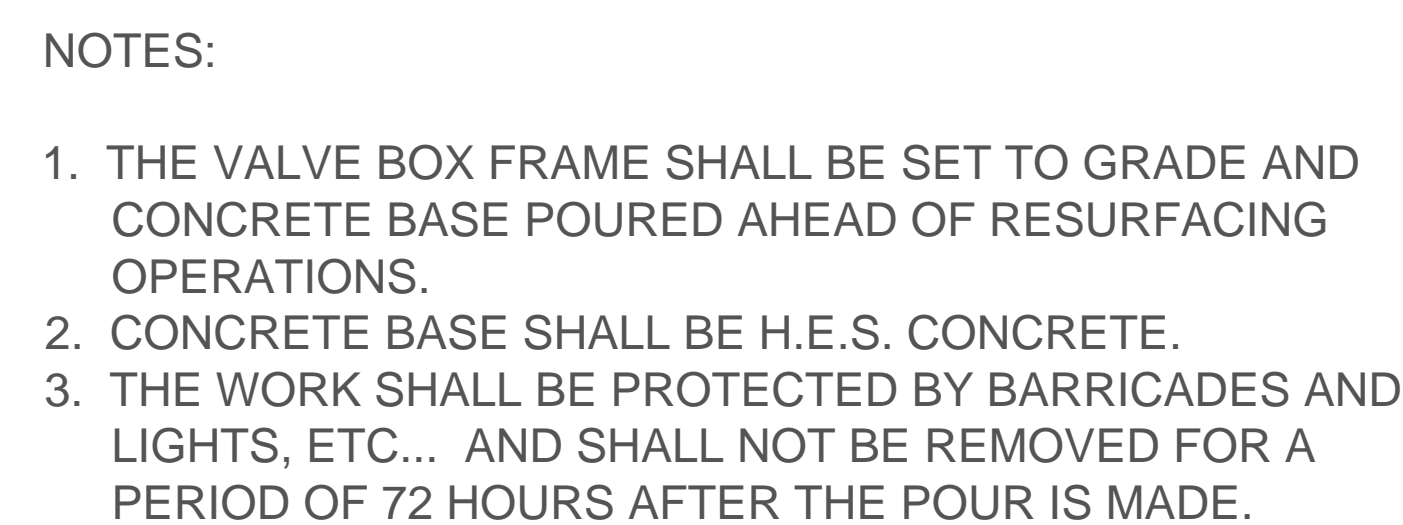 NOTES:
1. THE VALVE BOX FRAME SHALL BE SET TO GRADE AND
CONCRETE BASE POURED AHEAD OF RESURFACING
OPERATIONS.
2. CONCRETE BASE SHALL BE H.E.S. CONCRETE.
3. THE WORK SHALL BE PROTECTED BY BARRICADES AND
LIGHTS, ETC... AND SHALL NOT BE REMOVED FOR A
PERIOD OF 72 HOURS AFTER THE POUR IS MADE.